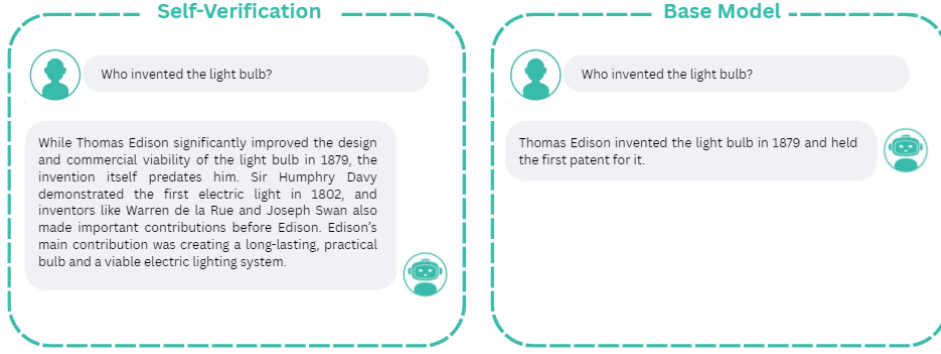 Self-Verification
Who invented the light bulb?
While Thomas Edison significantly improved the design
and commercial viability of the light bulb in 1879, the
invention itself predates him. Sir Humphry Davy
demonstrated the first electric light in 1802, and
inventors like Warren de la Rue and Joseph Swan also
made important contributions before Edison. Edison's
main contribution was creating a long-lasting, practical
bulb and a viable electric lighting system.
Base Model
Who invented the light bulb?
Thomas Edison invented the light bulb in 1879 and held
the first patent for it.